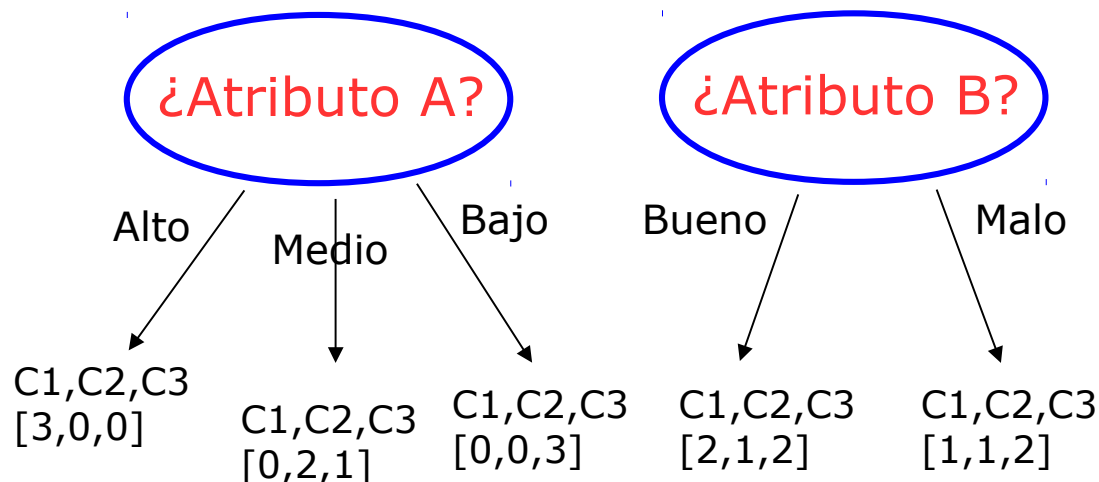 ¿Atributo A?
Alto
Medio
Bajo
C1,C2,C3
[3,0,0]
C1,C2,C3
[0,2,1]
C1,C2,C3
[0,0,3]
¿Atributo B?
Bueno
Malo
C1,C2,C3
[2,1,2]
C1,C2,C3
[1,1,2]